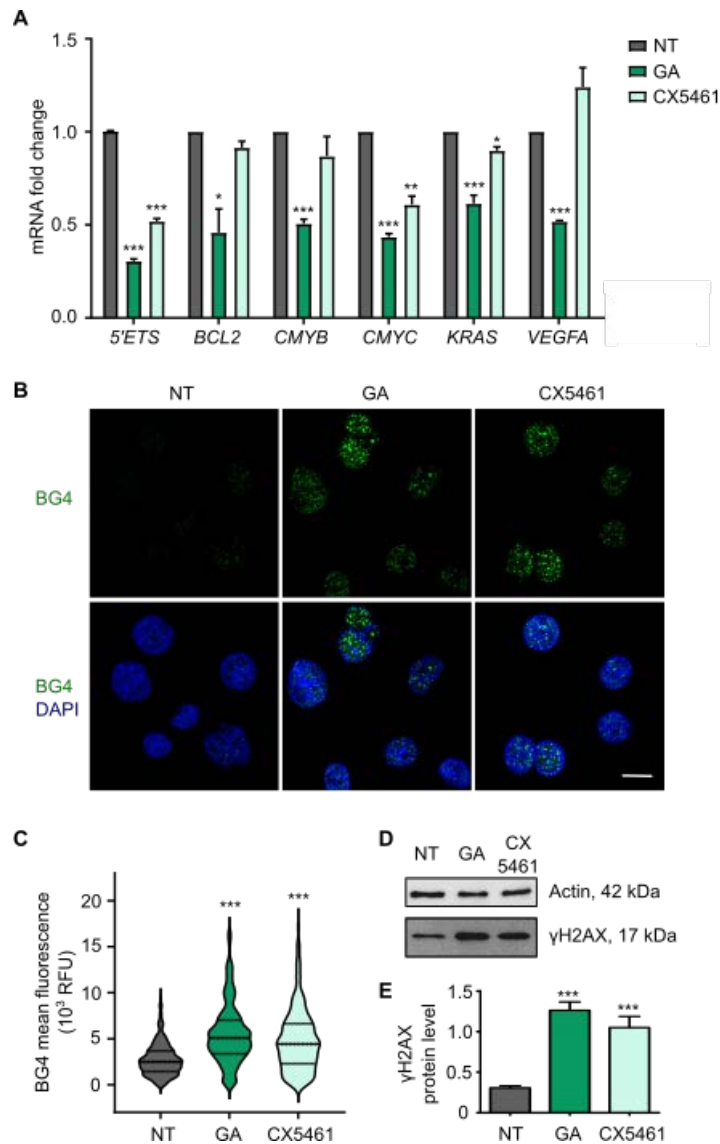 A
NT
GA
CX5461
mRNA fold change
1.5
1.0
0.5
0.0
*** *** * *** *** ** *** * ***
5'ETS BCL2 CMYB CMYC KRAS VEGFA
B
NT GA CX5461
BG4
BG4
DAPI
C
BG4 mean fluorescence
(10³ RFU)
20
15
10
5
0
*** ***
NT GA CX5461
D
NT GA CX
5461
Actin, 42 kDa
γH2AX, 17 kDa
E
γH2AX
protein level
1.5
1.0
0.5
0
*** ***
NT GA CX5461